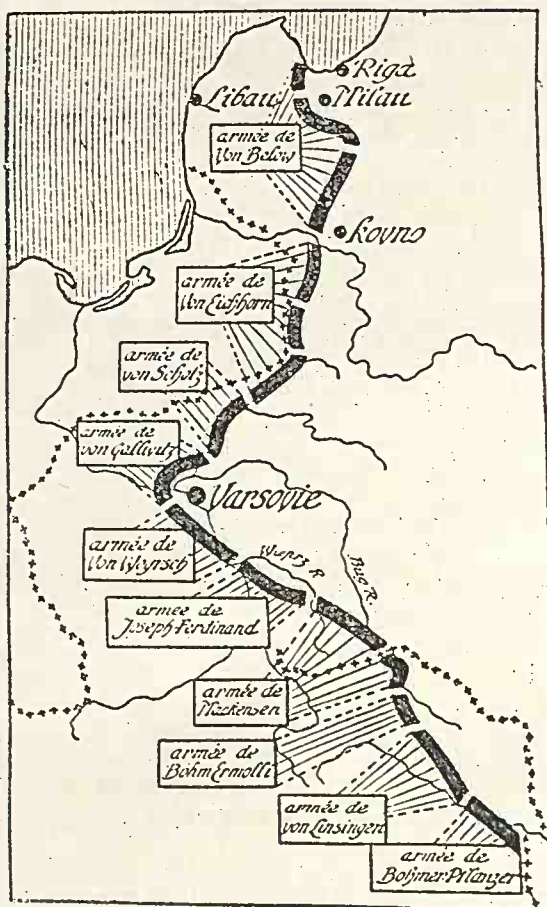 Riga
Libau
Mitau
armée de
Von Below
Kovno
armée de
Von Eichhorn
armée de
von Scholz
armée de
von Gallwitz
Varsovie
armée de
Von Woyrsch
Wieprz R.
Bug R.
armée de
Joseph-Ferdinand
armée de
Mackensen
armée de
Böhm Ermolli
armée de
von Linsingen
armée de
Bohmer-Pflanzer